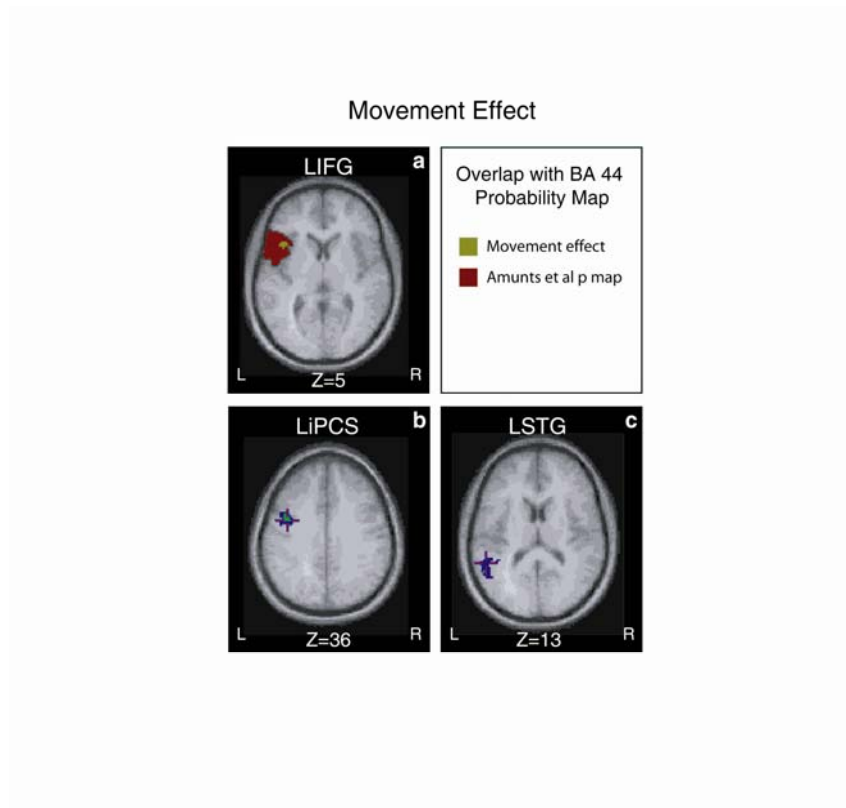 Movement Effect
LIFG
a
L
Z=5
R
Overlap with BA 44
Probability Map
Movement effect
Amunts et al p map
LiPCS
b
L
Z=36
R
LSTG
c
L
Z=13
R